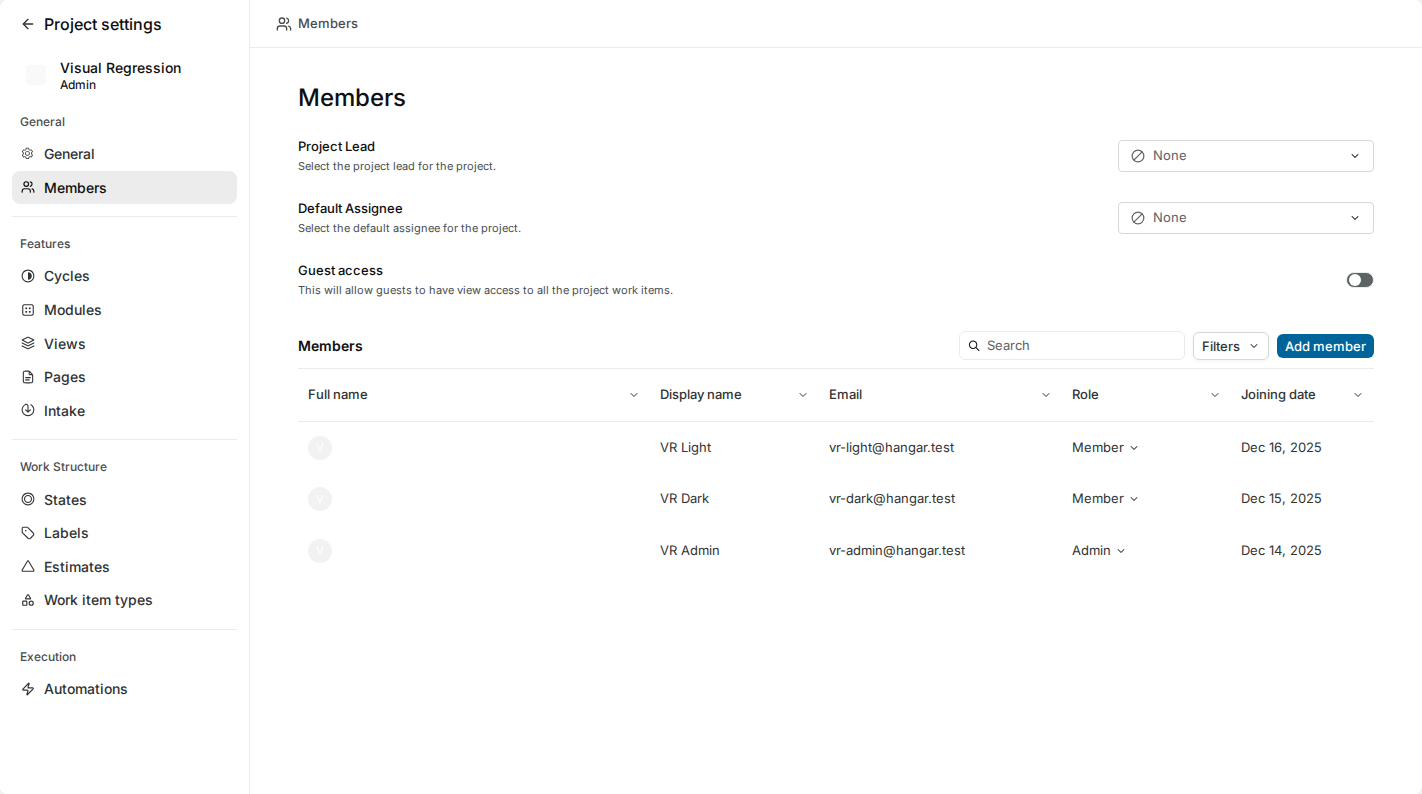 Project settings
Visual Regression
Admin
General
General
Members
Features
Cycles
Modules
Views
Pages
Intake
Work Structure
States
Labels
Estimates
Work item types
Execution
Automations
Members
Members
Project Lead
Select the project lead for the project.
None
Default Assignee
Select the default assignee for the project.
None
Guest access
This will allow guests to have view access to all the project work items.
Members
Search
Filters
Add member
Full name Display name Email Role Joining date
V VR Light vr-light@hangar.test Member Dec 16, 2025
V VR Dark vr-dark@hangar.test Member Dec 15, 2025
V VR Admin vr-admin@hangar.test Admin Dec 14, 2025